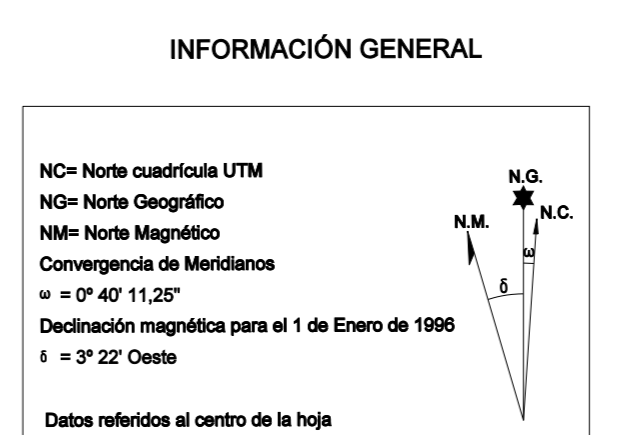 INFORMACIÓN GENERAL
NC= Norte cuadrícula UTM
NG= Norte Geográfico
NM= Norte Magnético
Convergencia de Meridianos
ω = 0º 40' 11,25"
Declinación magnética para el 1 de Enero de 1996
δ = 3º 22' Oeste
Datos referidos al centro de la hoja
N.G.
N.M.
N.C.
ω
δ